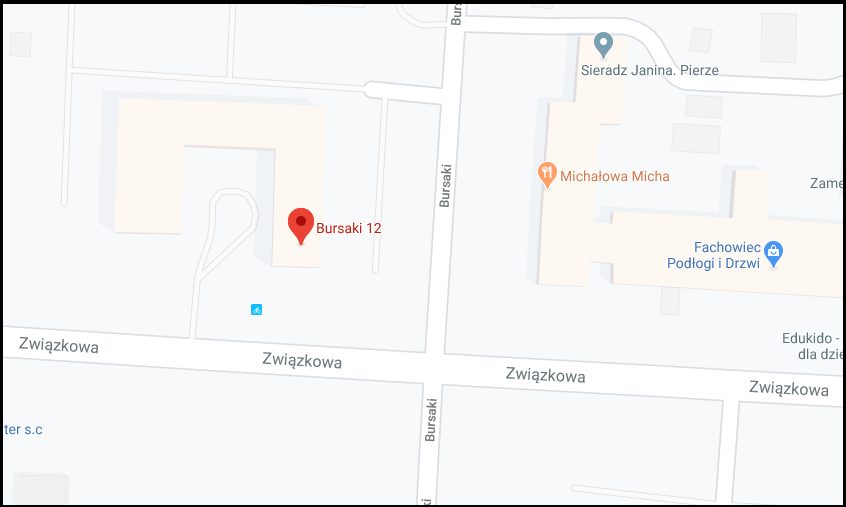 Bursaki
Sieradz Janina. Pierze
Michałowa Micha
Bursaki
Zame
Bursaki 12
Fachowiec
Podłogi i Drzwi
Związkowa
Związkowa
Związkowa
Związkowa
Edukido -
dla dzie
Bursaki
ter s.c
ki